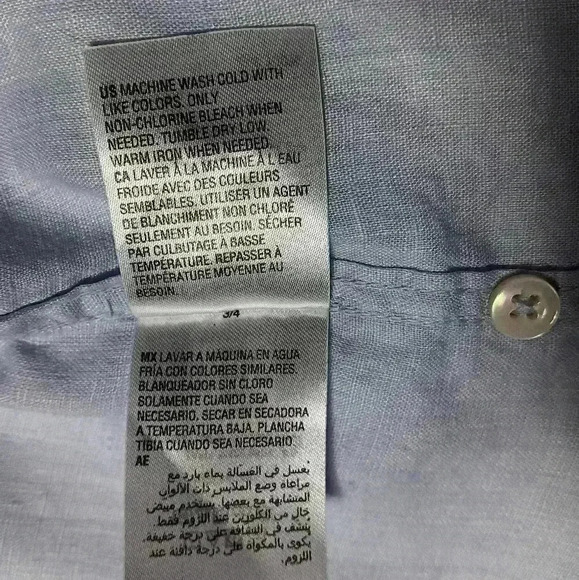 US MACHINE WASH COLD WITH
LIKE COLORS. ONLY
NON-CHLORINE BLEACH WHEN
NEEDED. TUMBLE DRY LOW.
WARM IRON WHEN NEEDED.
CA LAVER À LA MACHINE À L'EAU
FROIDE AVEC DES COULEURS
SEMBLABLES. UTILISER UN AGENT
DE BLANCHIMENT NON CHLORÉ
SEULEMENT AU BESOIN. SÉCHER
PAR CULBUTAGE À BASSE
TEMPÉRATURE. REPASSER À
TEMPÉRATURE MOYENNE AU
BESOIN.
3/4
MX LAVAR A MÁQUINA EN AGUA
FRÍA CON COLORES SIMILARES.
BLANQUEADOR SIN CLORO
SOLAMENTE CUANDO SEA
NECESARIO. SECAR EN SECADORA
A TEMPERATURA BAJA. PLANCHA
TIBIA CUANDO SEA NECESARIO.
AE
يُغسل في الغسالة بماء بارد مع
مراعاة وضع الملابس ذات الألوان
المتشابهة مع بعضها. يستخدم مبيض
خالٍ من الكلورين عند اللزوم فقط.
يُنشف في النشافة على درجة خفيفة.
يكوى بالمكواة على درجة دافئة عند
اللزوم.